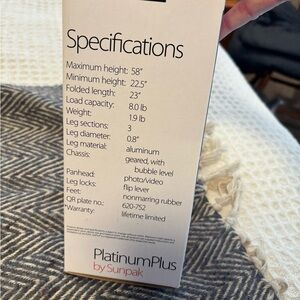 Specifications
Maximum height: 58"
Minimum height: 22.5"
Folded length: 23"
Load capacity: 8.0 lb
Weight: 1.9 lb
Leg sections: 3
Leg diameter: 0.8"
Leg material: aluminum
Chassis: geared, with
bubble level
Panhead: photo/video
Leg locks: flip lever
Feet: nonmarring rubber
QR plate no.: 620-752
*Warranty: lifetime limited
PlatinumPlus
by Sunpak